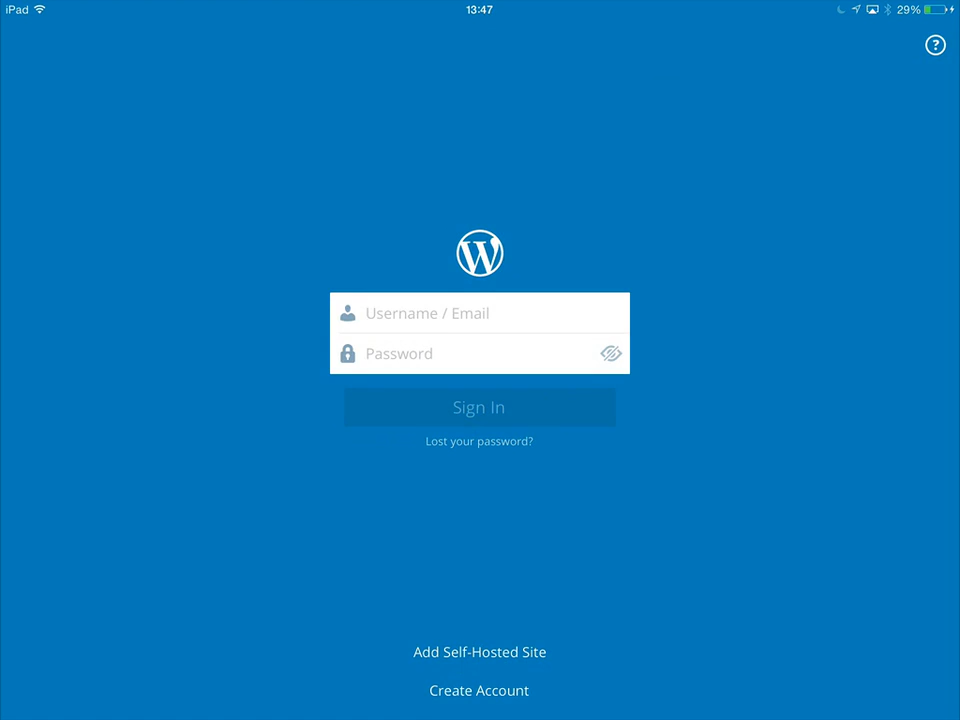 iPad 13:47 29%
?
Username / Email
Password
Sign In
Lost your password?
Add Self-Hosted Site
Create Account